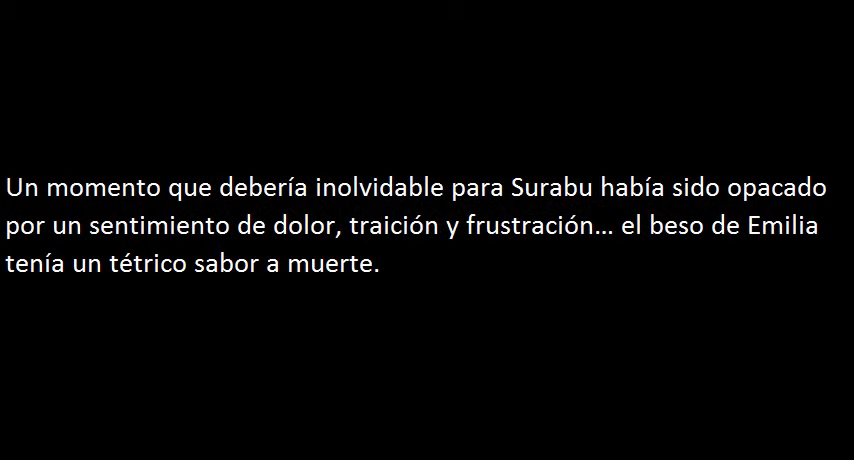 Un momento que debería inolvidable para Surabu había sido opacado
por un sentimiento de dolor, traición y frustración… el beso de Emilia
tenía un tétrico sabor a muerte.